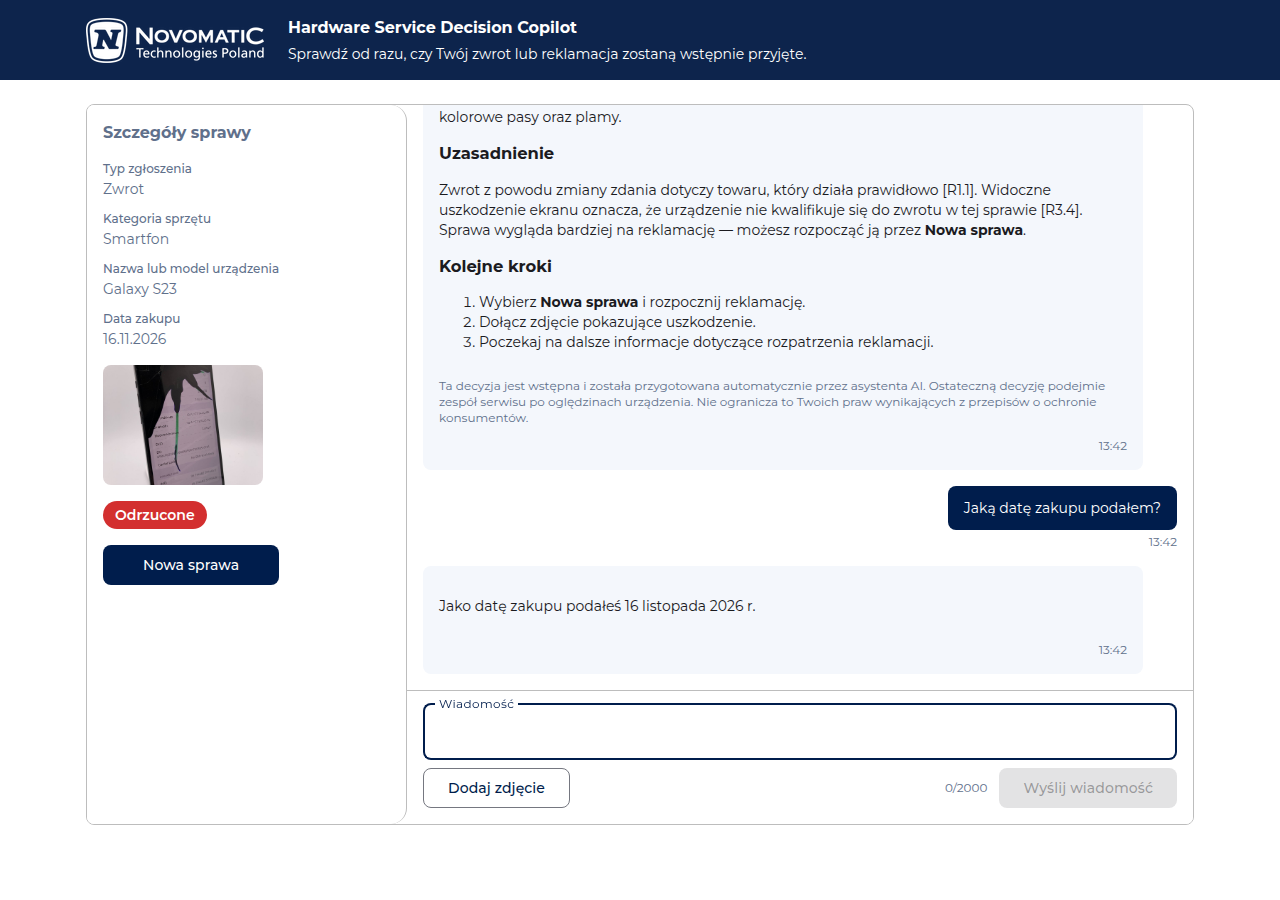 NOVOMATIC
Technologies Poland
Hardware Service Decision Copilot
Sprawdź od razu, czy Twój zwrot lub reklamacja zostaną wstępnie przyjęte.
Szczegóły sprawy
Typ zgłoszenia
Zwrot
Kategoria sprzętu
Smartfon
Nazwa lub model urządzenia
Galaxy S23
Data zakupu
16.11.2026
Odrzucone
Nowa sprawa
kolorowe pasy oraz plamy.
Uzasadnienie
Zwrot z powodu zmiany zdania dotyczy towaru, który działa prawidłowo [R1.1]. Widoczne
uszkodzenie ekranu oznacza, że urządzenie nie kwalifikuje się do zwrotu w tej sprawie [R3.4].
Sprawa wygląda bardziej na reklamację — możesz rozpocząć ją przez Nowa sprawa.
Kolejne kroki
1. Wybierz Nowa sprawa i rozpocznij reklamację.
2. Dołącz zdjęcie pokazujące uszkodzenie.
3. Poczekaj na dalsze informacje dotyczące rozpatrzenia reklamacji.
Ta decyzja jest wstępna i została przygotowana automatycznie przez asystenta AI. Ostateczną decyzję podejmie
zespół serwisu po oględzinach urządzenia. Nie ogranicza to Twoich praw wynikających z przepisów o ochronie
konsumentów.
13:42
Jaką datę zakupu podałem?
13:42
Jako datę zakupu podałeś 16 listopada 2026 r.
13:42
Wiadomość
Dodaj zdjęcie
0/2000
Wyślij wiadomość